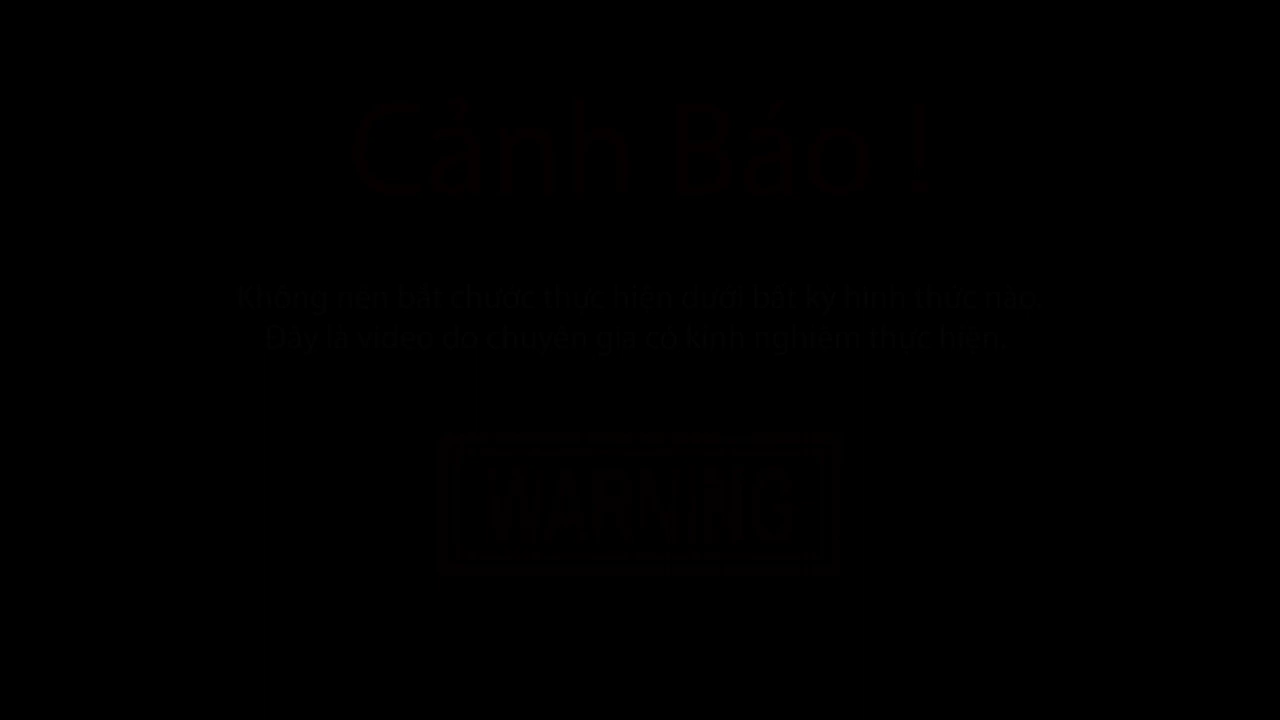 Cảnh Báo !
Không nên bắt chước thực hiện dưới bất kỳ hình thức nào.
Đây là video do chuyên gia có kinh nghiệm thực hiện.
WARNING